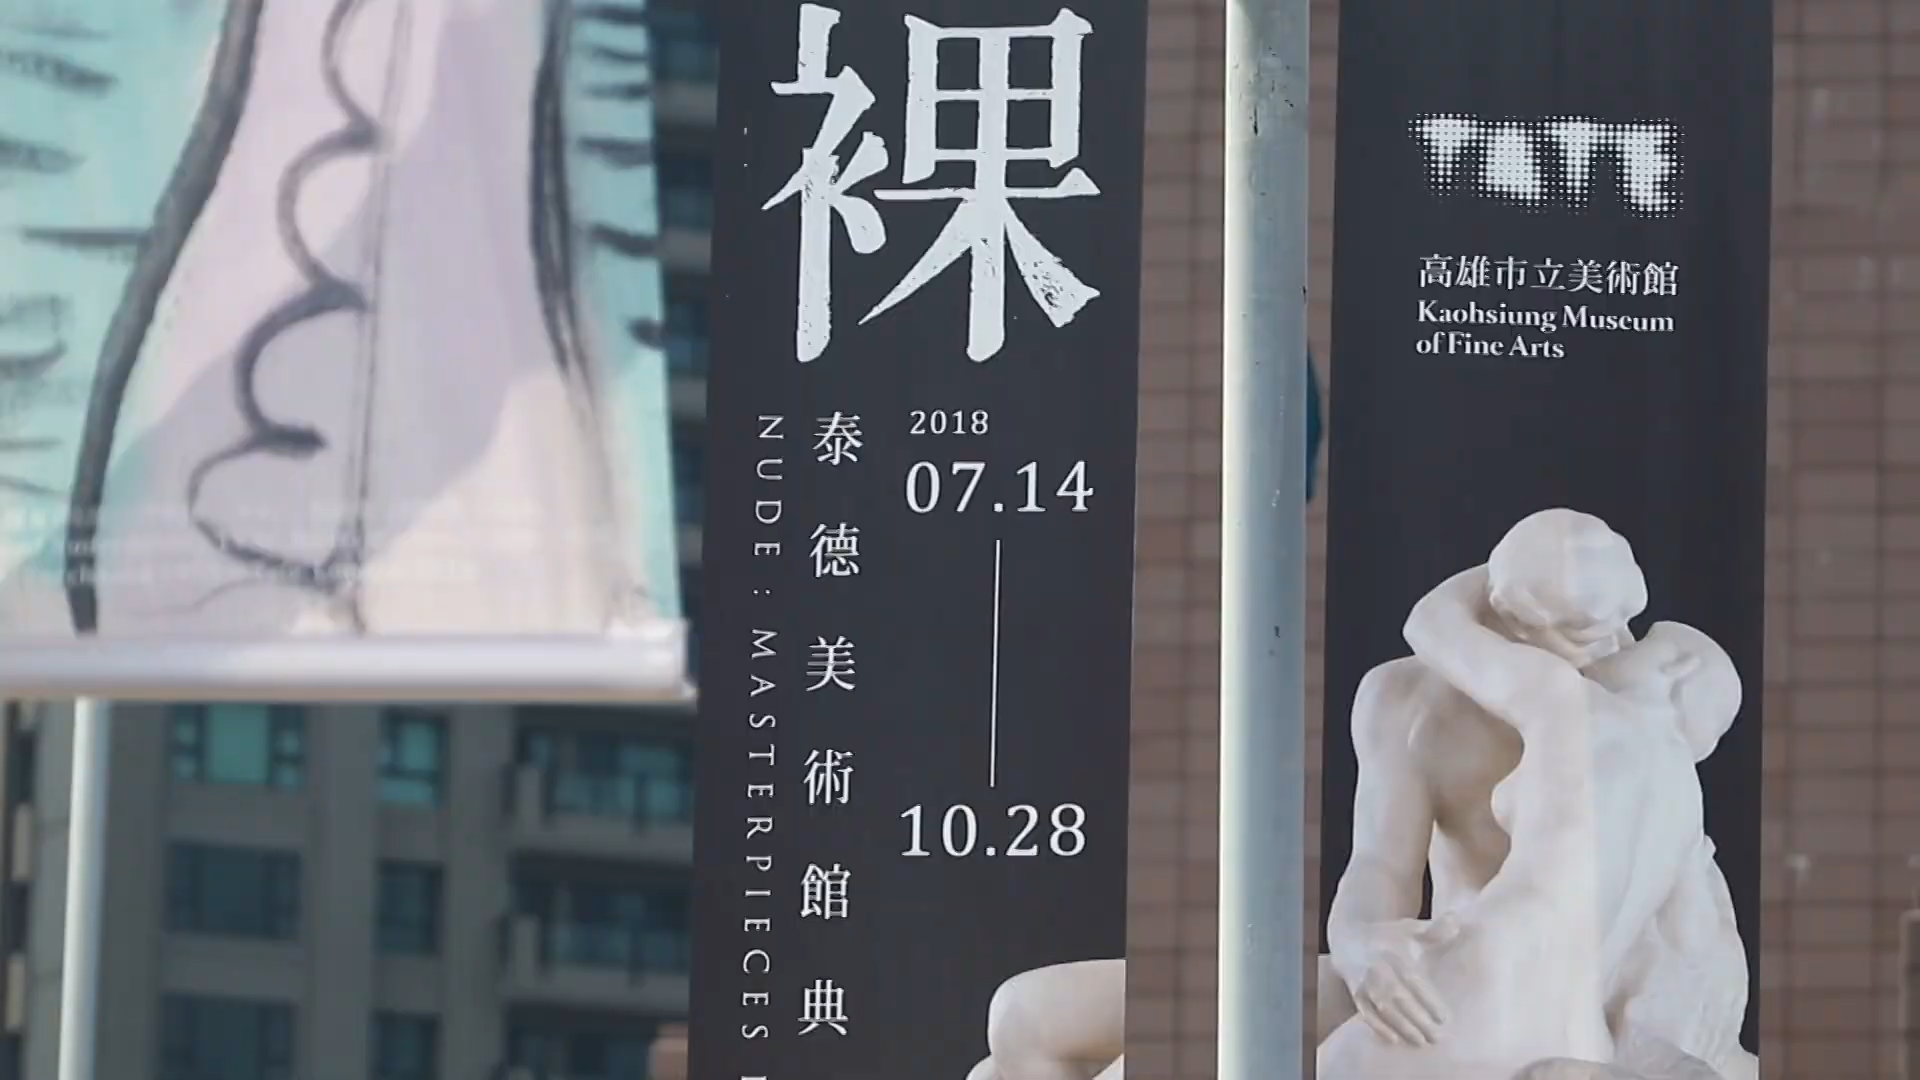 裸
泰德美術館典
NUDE: MASTERPIECES
2018
07.14
10.28
TATE
高雄市立美術館
Kaohsiung Museum
of Fine Arts